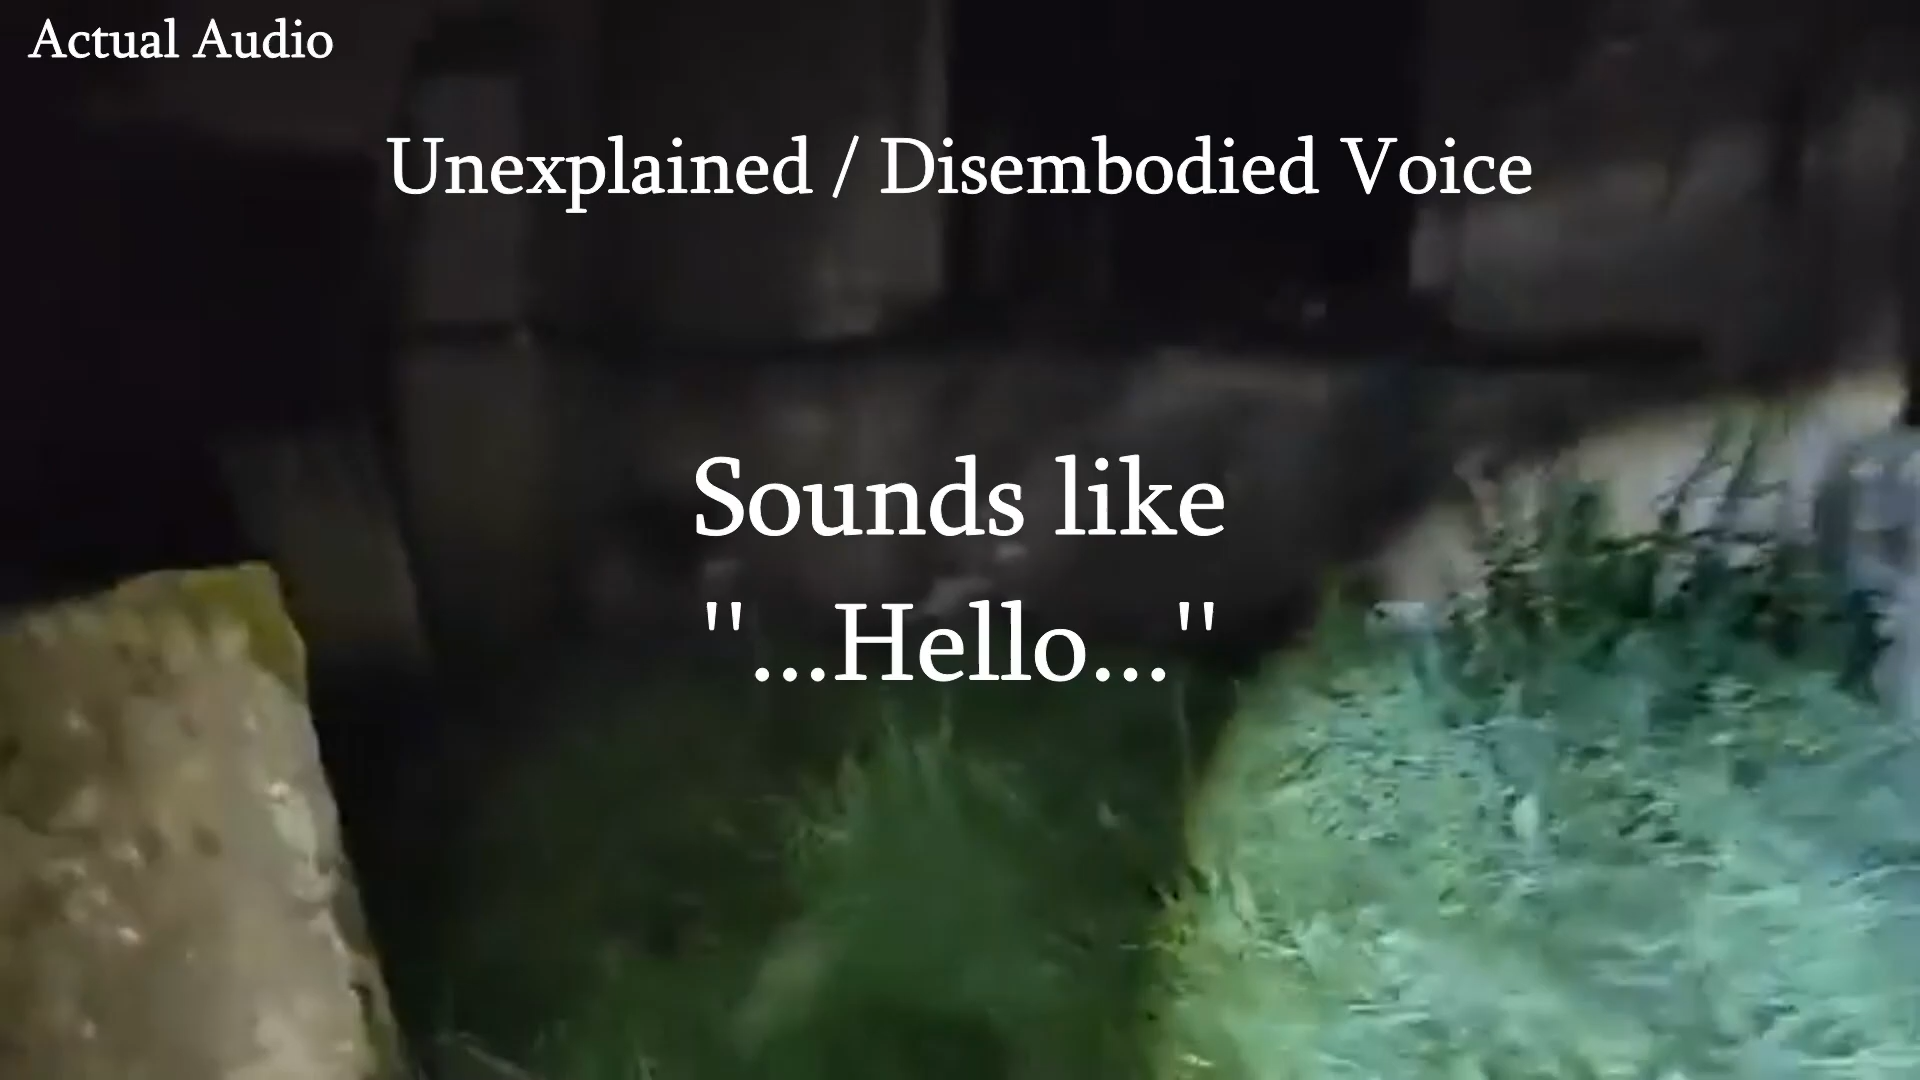 Actual Audio
Unexplained / Disembodied Voice
Sounds like
"...Hello..."